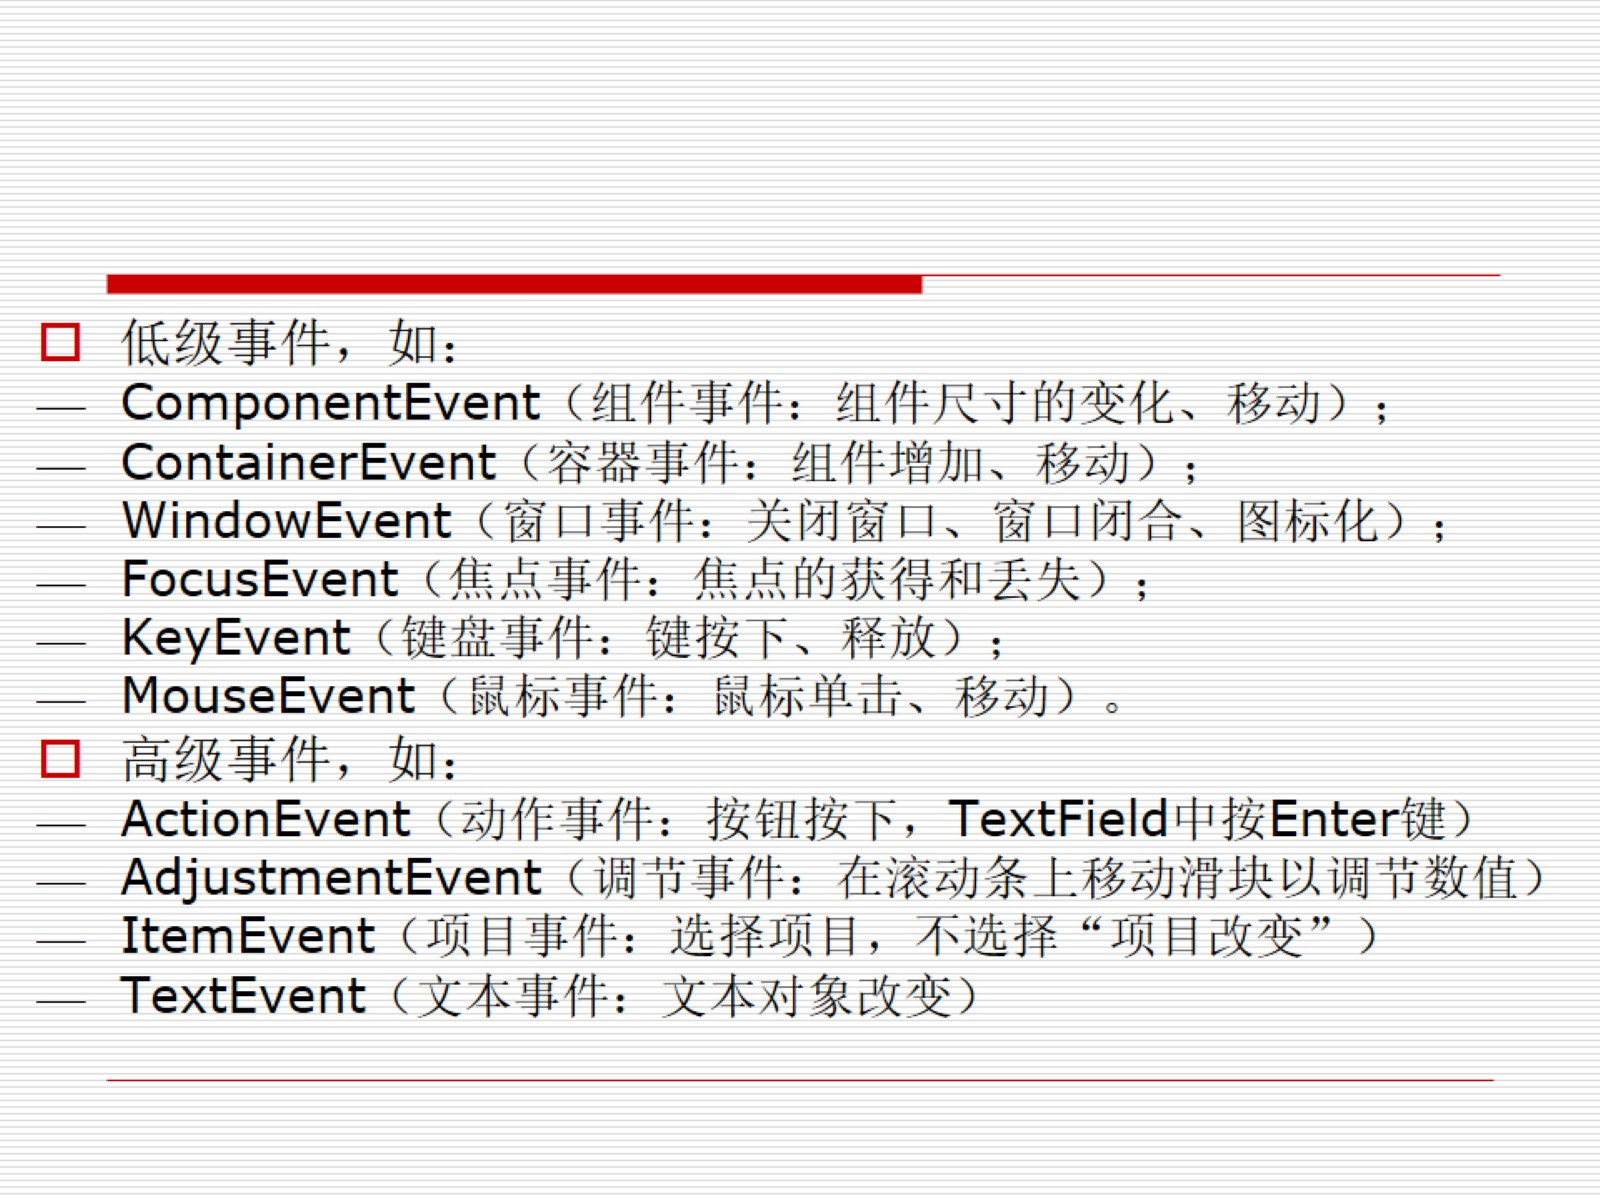 低级事件，如：
— ComponentEvent（组件事件：组件尺寸的变化、移动）；
— ContainerEvent（容器事件：组件增加、移动）；
— WindowEvent（窗口事件：关闭窗口、窗口闭合、图标化）；
— FocusEvent（焦点事件：焦点的获得和丢失）；
— KeyEvent（键盘事件：键按下、释放）；
— MouseEvent（鼠标事件：鼠标单击、移动）。
高级事件，如：
— ActionEvent（动作事件：按钮按下，TextField中按Enter键）
— AdjustmentEvent（调节事件：在滚动条上移动滑块以调节数值）
— ItemEvent（项目事件：选择项目，不选择“项目改变”）
— TextEvent（文本事件：文本对象改变）